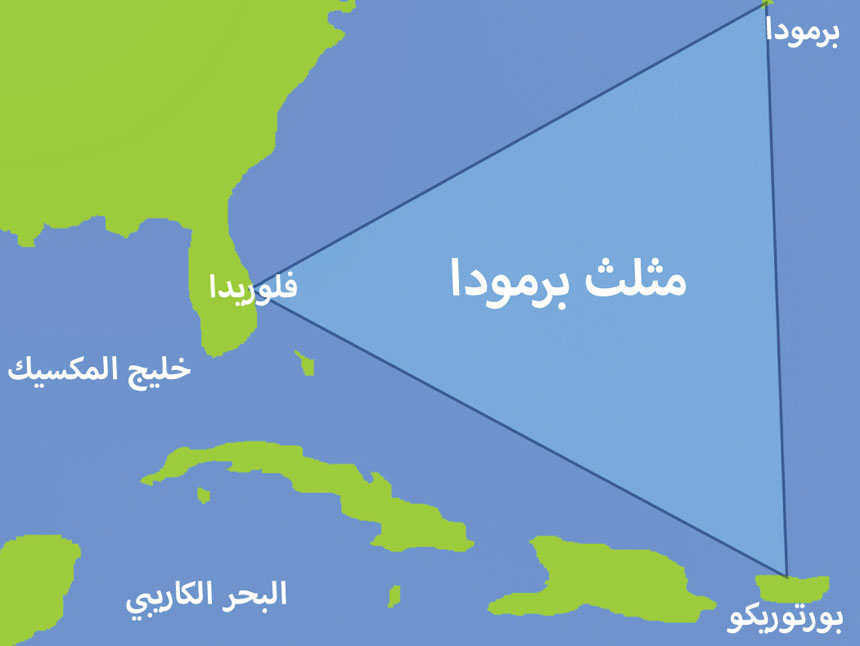 برمودا
مثلث برمودا
فلوريدا
خليج المكسيك
البحر الكاريبي
بورتوريكو